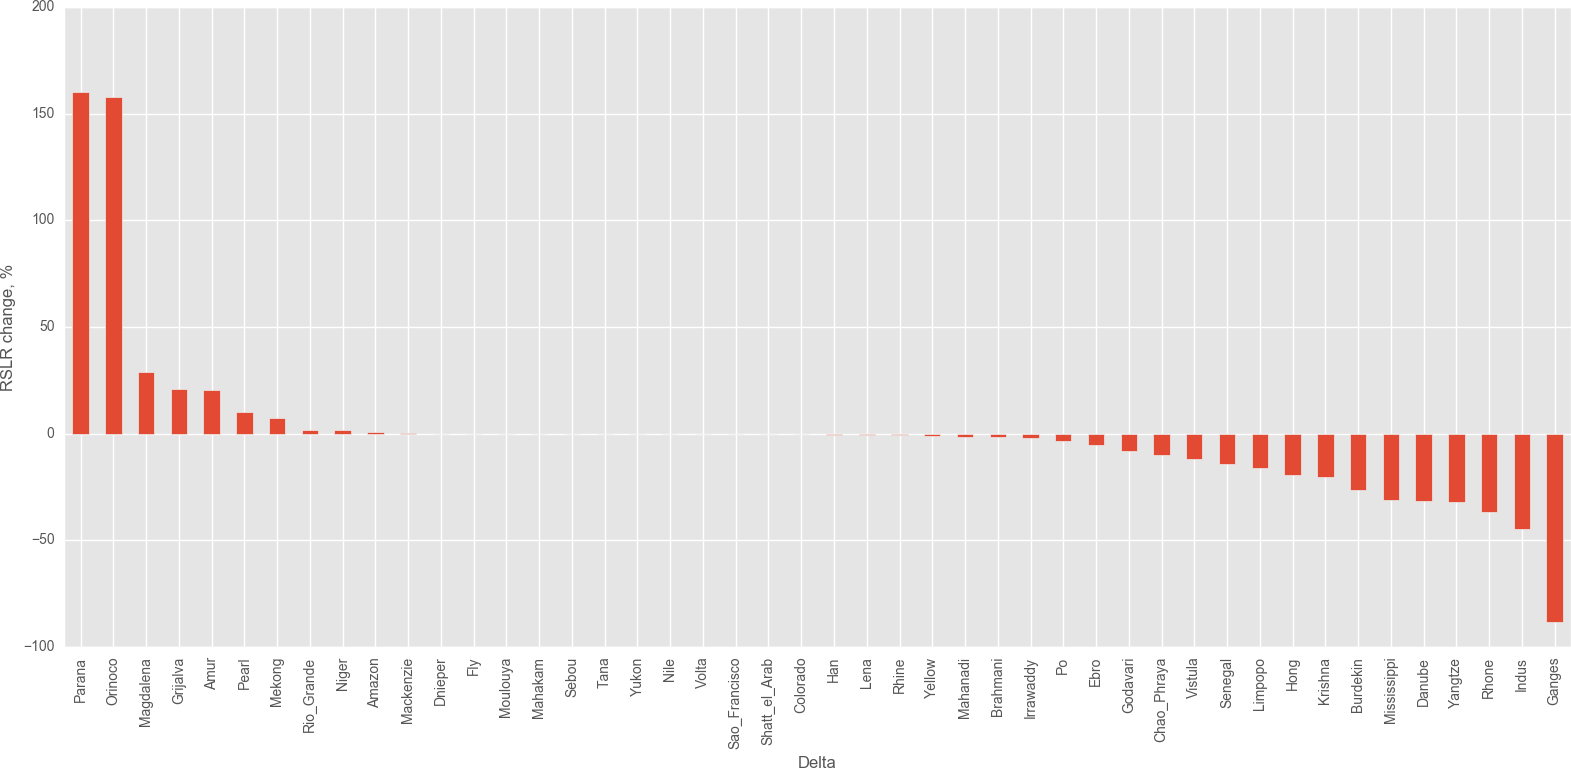 200
150
100
50
0
−50
−100
RSLR change, %
Parana
Orinoco
Magdalena
Grijalva
Amur
Pearl
Mekong
Rio_Grande
Niger
Amazon
Mackenzie
Dnieper
Fly
Moulouya
Mahakam
Sebou
Tana
Yukon
Nile
Volta
Sao_Francisco
Shatt_el_Arab
Colorado
Han
Lena
Rhine
Yellow
Mahanadi
Brahmani
Irrawaddy
Po
Ebro
Godavari
Chao_Phraya
Vistula
Senegal
Limpopo
Hong
Krishna
Burdekin
Mississippi
Danube
Yangtze
Rhone
Indus
Ganges
Delta